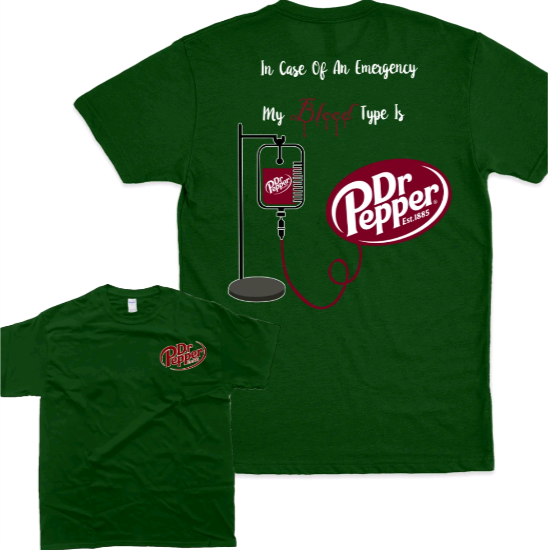 In Case Of An Emergency
My Blood Type Is
Dr
Pepper
Dr
Pepper®
Est.1885
Dr
Pepper